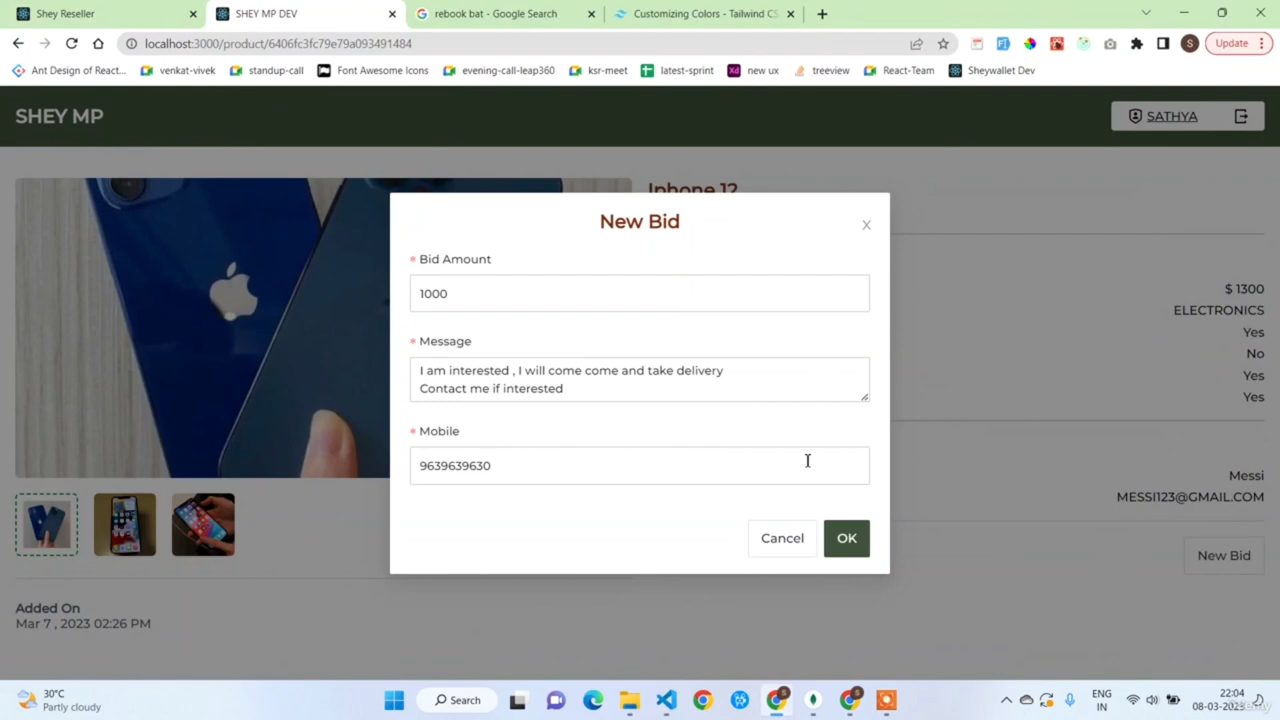 Shey Reseller
SHEY MP DEV
rebook bat - Google Search
Customizing Colors - Tailwind CS
localhost:3000/product/6406fc3fc79e79a093491484
S
Update
Ant Design of React...
venkat-vivek
standup-call
Font Awesome Icons
evening-call-leap360
ksr-meet
latest-sprint
Xd new ux
treeview
React-Team
Sheywallet Dev
SHEY MP
SATHYA
Iphone 12
New Bid
X
* Bid Amount
1000
* Message
I am interested , I will come come and take delivery
Contact me if interested
* Mobile
9639639630
Cancel
OK
$ 1300
ELECTRONICS
Yes
No
Yes
Yes
Messi
MESSI123@GMAIL.COM
New Bid
Added On
Mar 7 , 2023 02:26 PM
30°C
Partly cloudy
Search
ENG
IN
22:04
08-03-2023